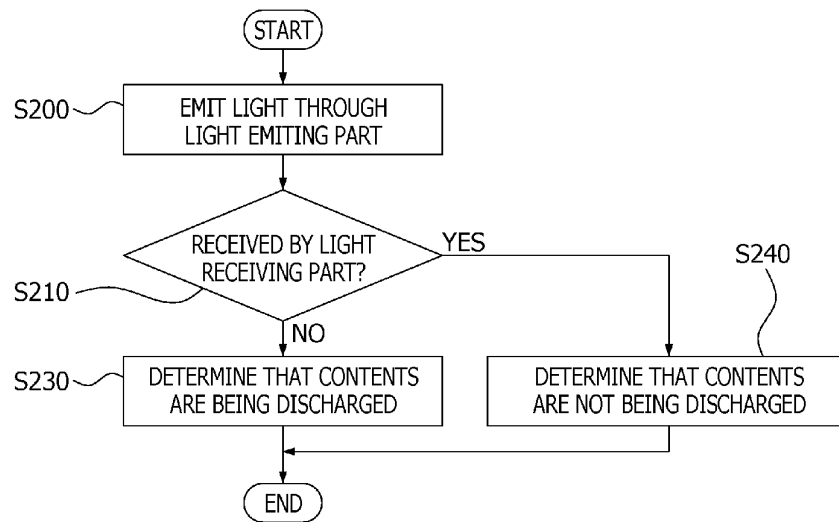 START
S200
EMIT LIGHT THROUGH
LIGHT EMITING PART
RECEIVED BY LIGHT
RECEIVING PART?
YES
S210
NO
S240
S230
DETERMINE THAT CONTENTS
ARE BEING DISCHARGED
DETERMINE THAT CONTENTS
ARE NOT BEING DISCHARGED
END